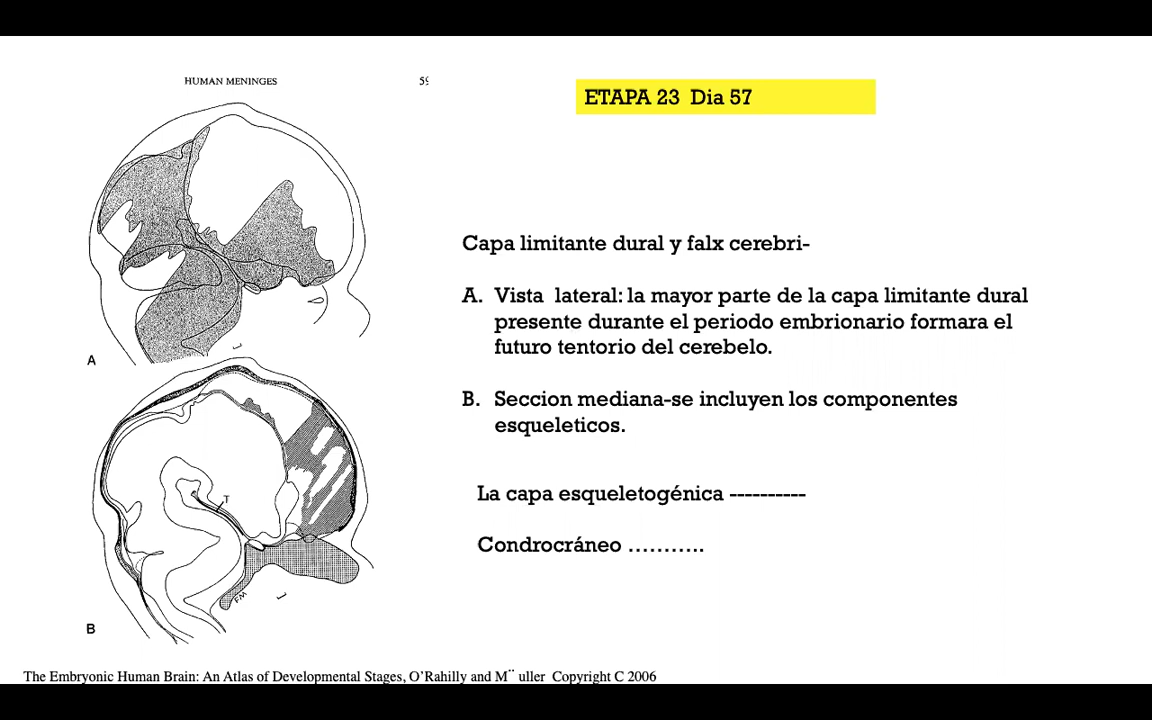 HUMAN MENINGES
ETAPA 23 Dia 57
Capa limitante dural y falx cerebri-
A. Vista lateral: la mayor parte de la capa limitante dural
presente durante el periodo embrionario formara el
futuro tentorio del cerebelo.
B. Seccion mediana-se incluyen los componentes
esqueleticos.
La capa esqueletogénica ----------
Condrocráneo ...........
A
T
FM
B
The Embryonic Human Brain: An Atlas of Developmental Stages, O'Rahilly and M¨ uller Copyright C 2006